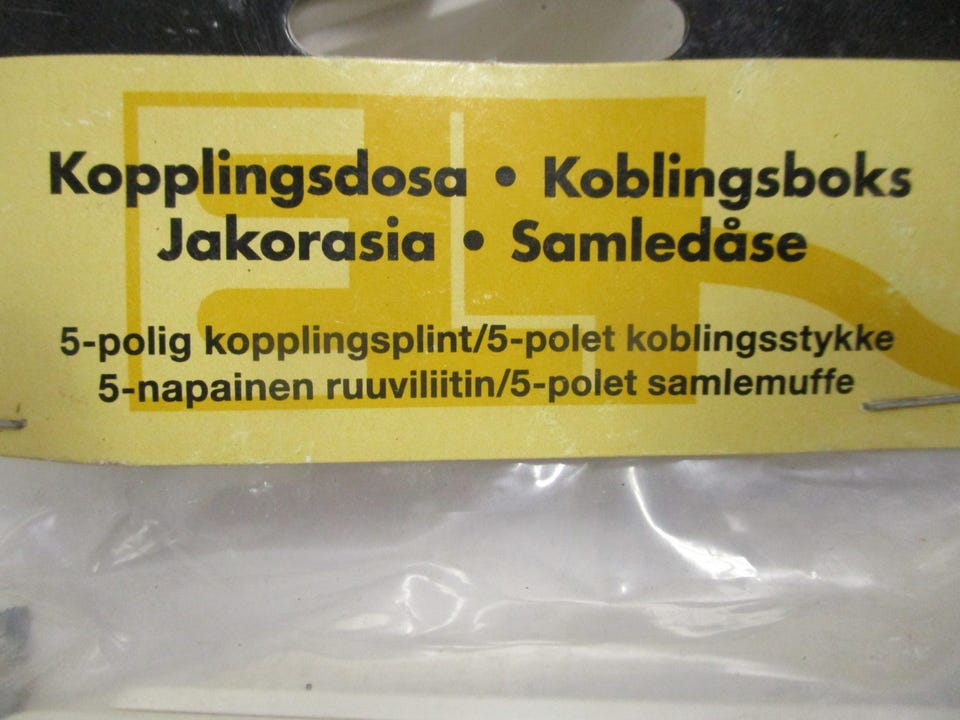 Kopplingsdosa • Koblingsboks
Jakorasia • Samledåse
5-polig kopplingsplint/5-polet koblingsstykke
5-napainen ruuviliitin/5-polet samlemuffe